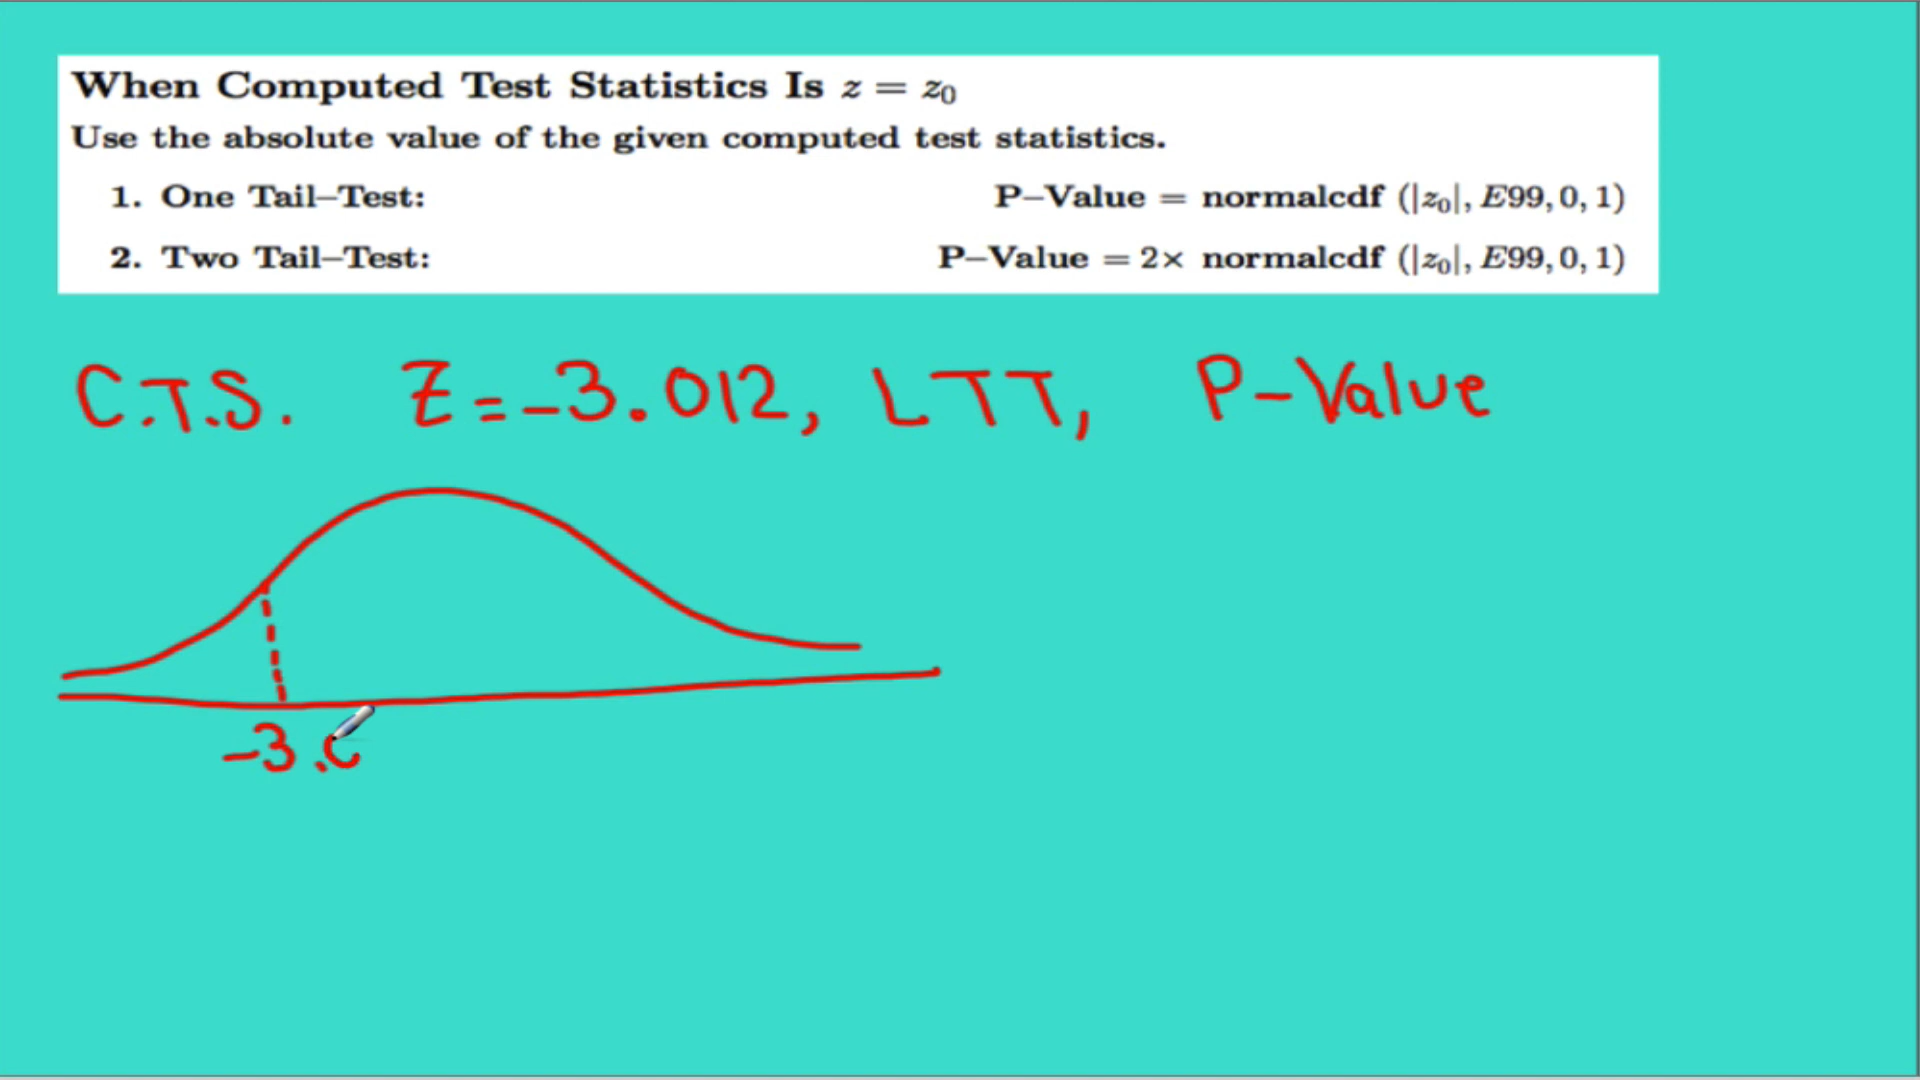 When Computed Test Statistics Is z = z₀
Use the absolute value of the given computed test statistics.
1. One Tail–Test: P–Value = normalcdf (|z₀|, E99, 0, 1)
2. Two Tail–Test: P–Value = 2× normalcdf (|z₀|, E99, 0, 1)
C.T.S. Z=-3.012, LTT, P-Value
-3.